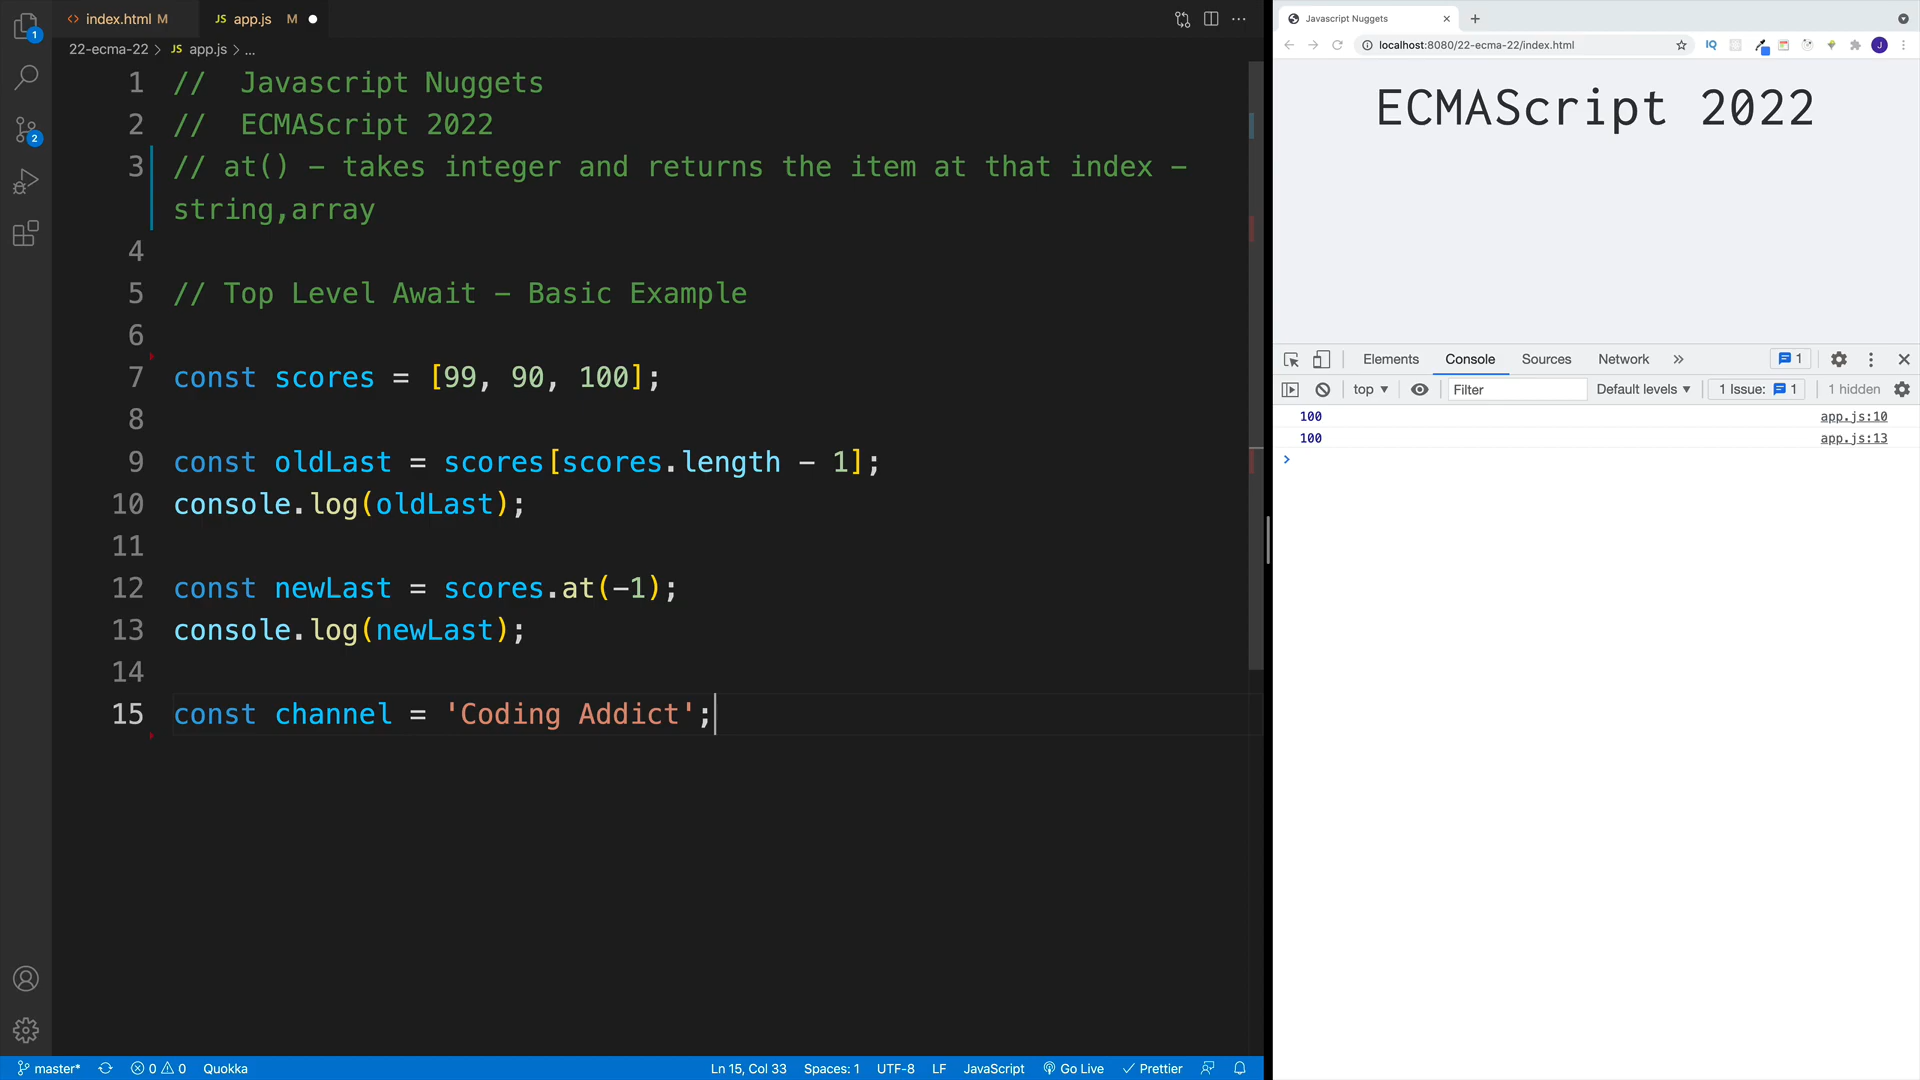 index.html M
JS app.js M
22-ecma-22 > JS app.js > ...
1 //  Javascript Nuggets
2 //  ECMAScript 2022
3 // at() - takes integer and returns the item at that index -
string,array
4
5 // Top Level Await - Basic Example
6
7 const scores = [99, 90, 100];
8
9 const oldLast = scores[scores.length - 1];
10 console.log(oldLast);
11
12 const newLast = scores.at(-1);
13 console.log(newLast);
14
15 const channel = 'Coding Addict';
1
2
master* 0 0 Quokka
Ln 15, Col 33 Spaces: 1 UTF-8 LF JavaScript Go Live Prettier
Javascript Nuggets
localhost:8080/22-ecma-22/index.html
IQ
J
ECMAScript 2022
Elements Console Sources Network » 1
top Filter Default levels 1 Issue: 1 1 hidden
100 app.js:10
100 app.js:13
>